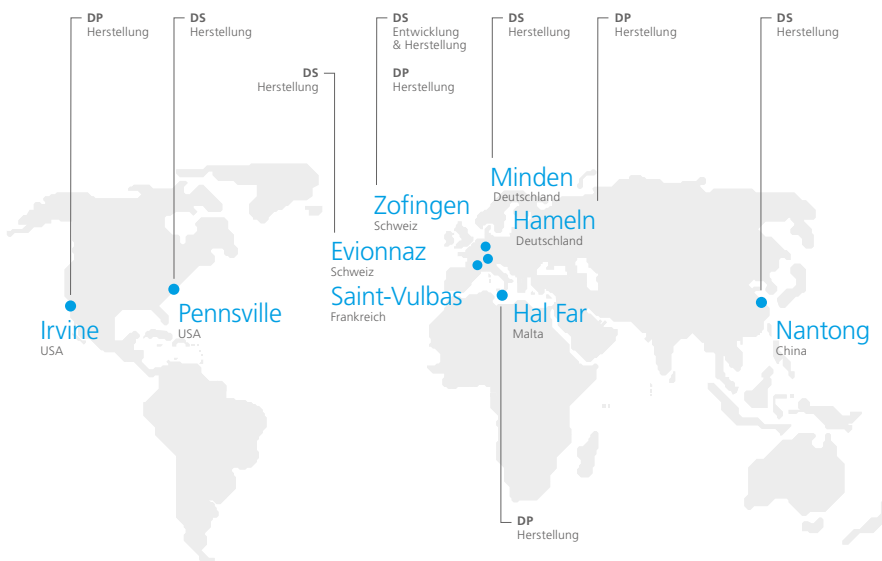 DP
Herstellung
DS
Herstellung
DS
Entwicklung
& Herstellung
DS
Herstellung
DP
Herstellung
DS
Herstellung
DS
Herstellung
DP
Herstellung
Minden
Deutschland
Zofingen
Schweiz
Hameln
Deutschland
Evionnaz
Schweiz
Saint-Vulbas
Frankreich
Irvine
USA
Pennsville
USA
Hal Far
Malta
Nantong
China
DP
Herstellung